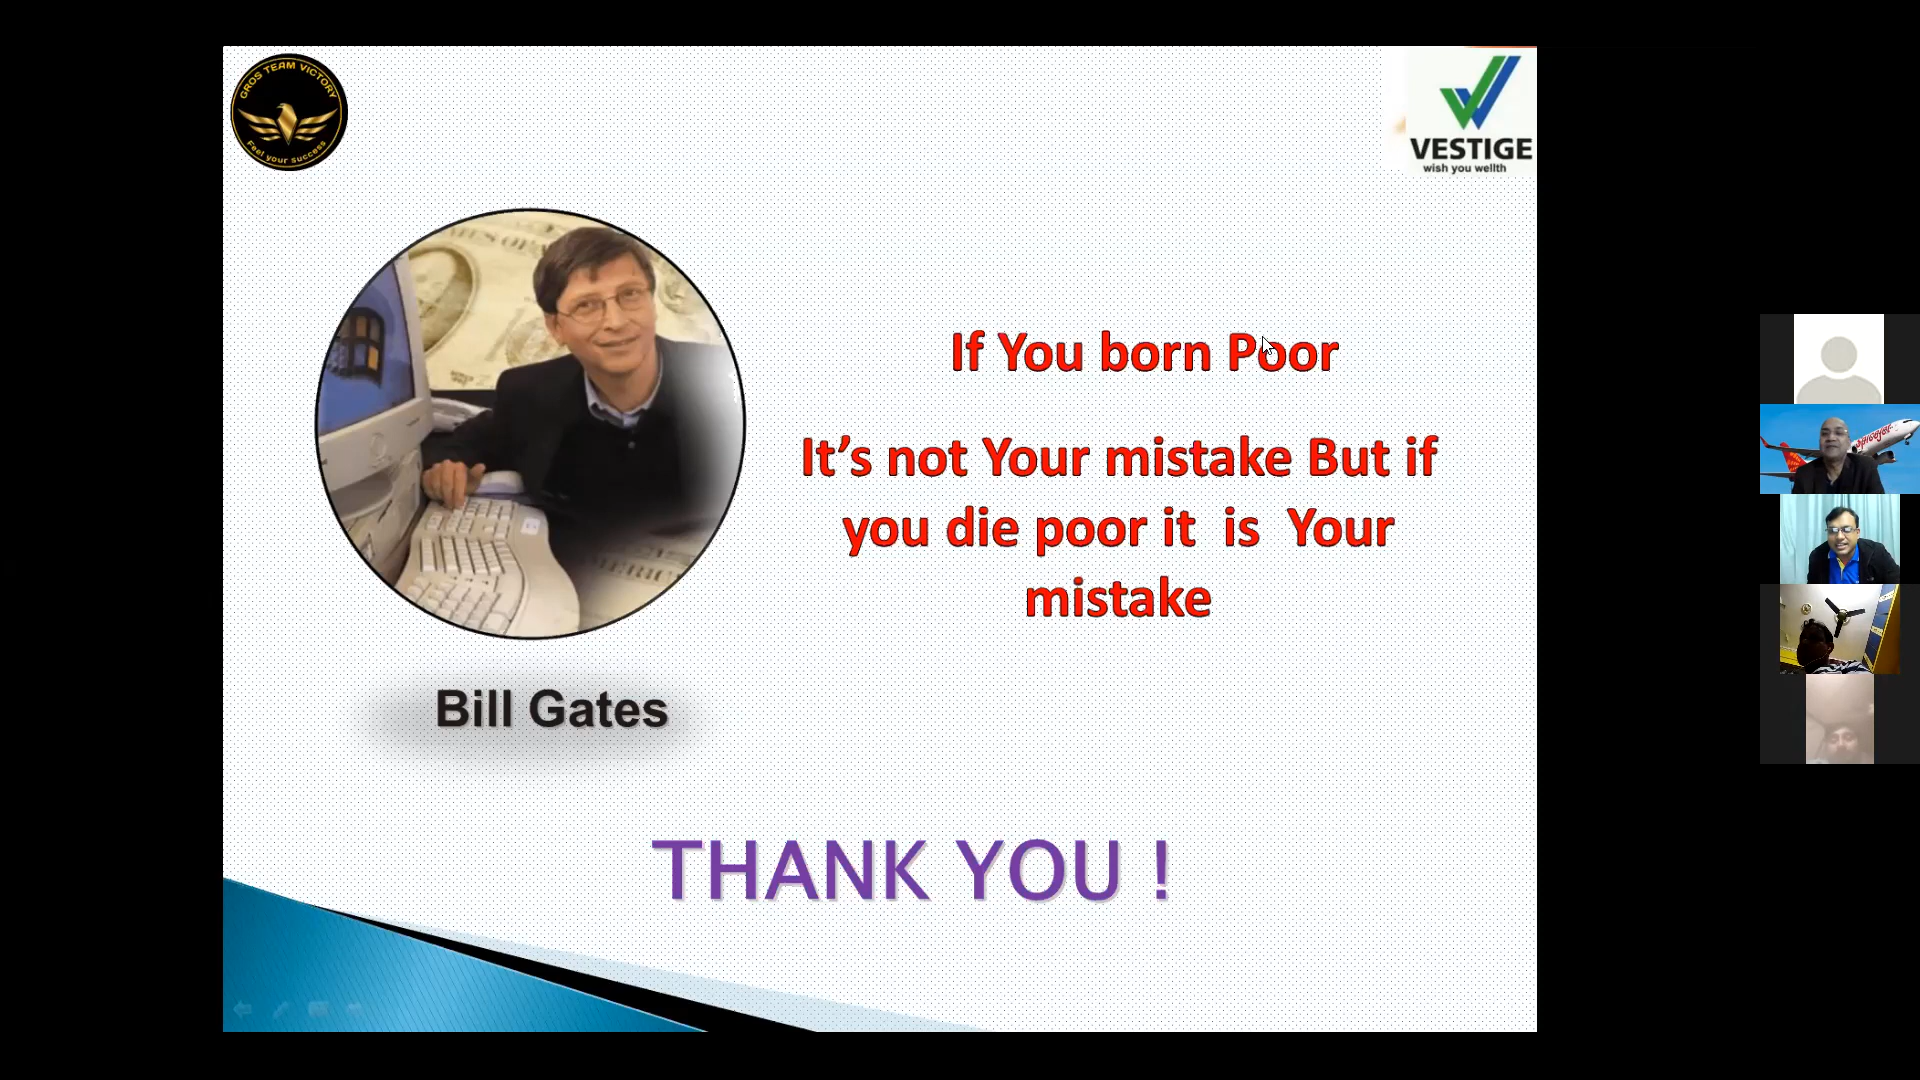 GROS TEAM VICTORY
Feel your success
VESTIGE
wish you wellth
If You born Poor
It's not Your mistake But if
you die poor it is Your
mistake
Bill Gates
THANK YOU !
SpiceJet